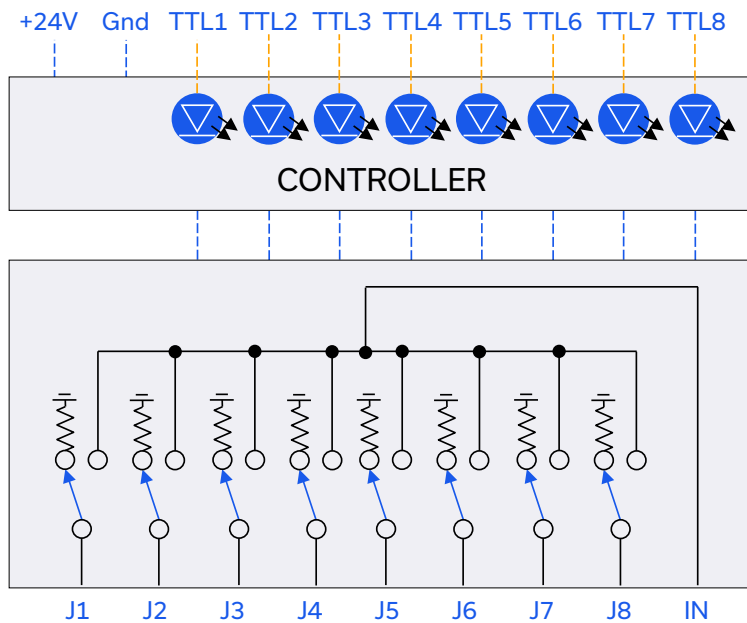 +24V Gnd TTL1 TTL2 TTL3 TTL4 TTL5 TTL6 TTL7 TTL8
CONTROLLER
J1 J2 J3 J4 J5 J6 J7 J8 IN